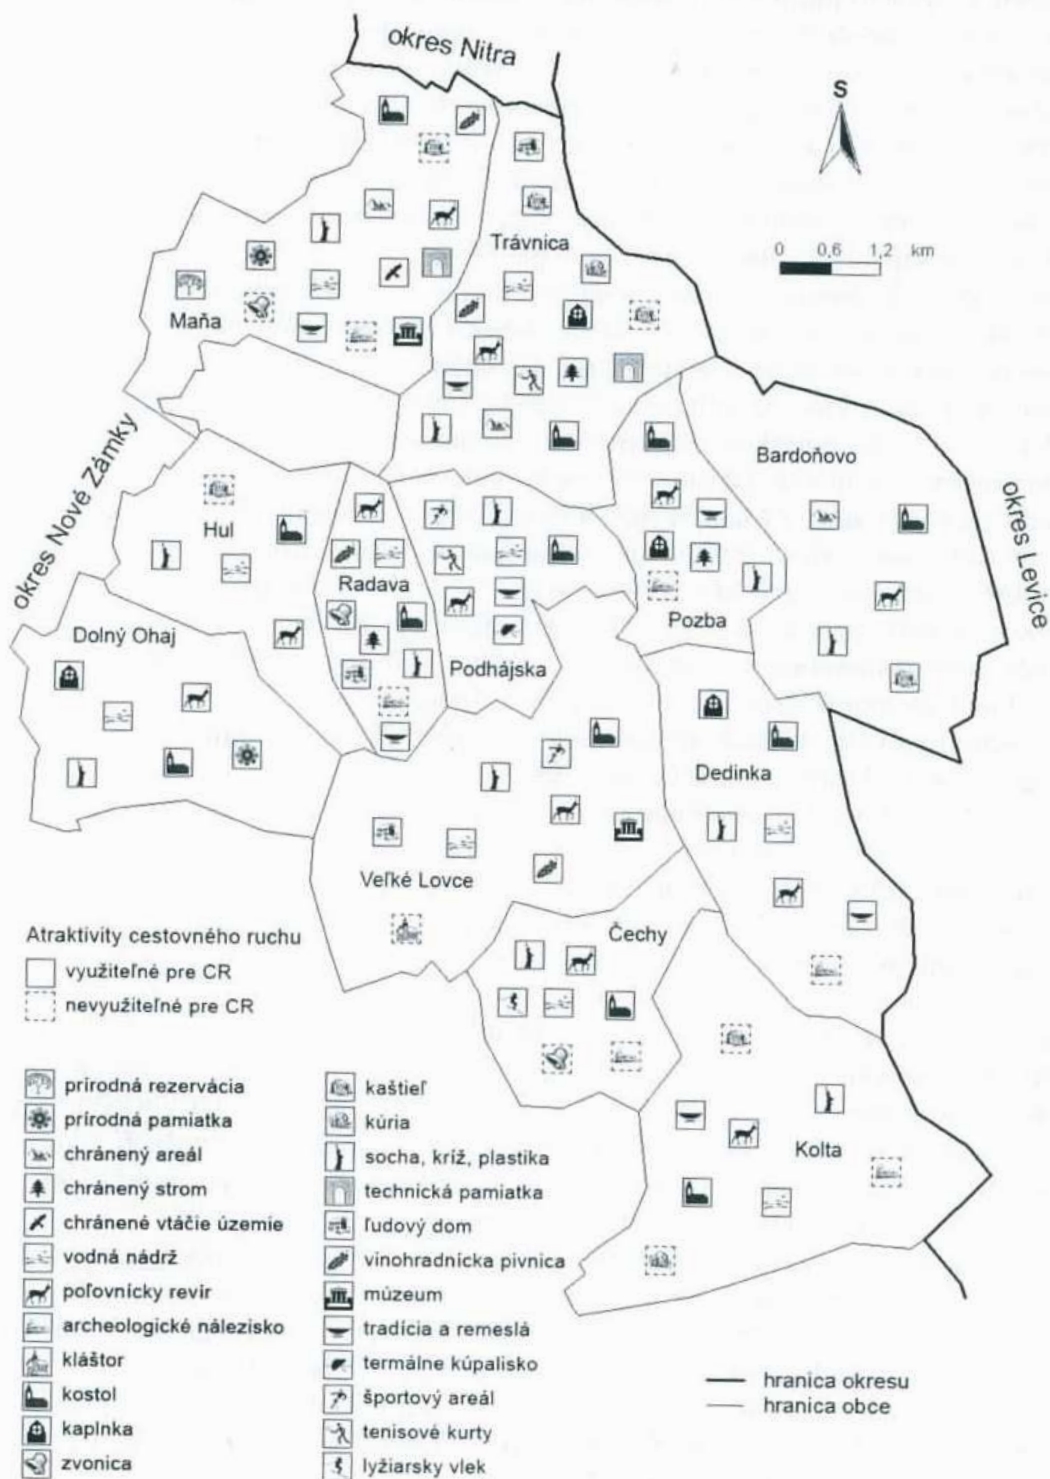 okres Nitra
S
0 0,6 1,2 km
Trávnica
Maňa
okres Nové Zámky
Bardoňovo
okres Levice
Hul
Radava
Pozba
Dolný Ohaj
Podhájska
Dedinka
Veľké Lovce
Čechy
Kolta
Atraktivity cestovného ruchu
využiteľné pre CR
nevyužiteľné pre CR
prírodná rezervácia
prírodná pamiatka
chránený areál
chránený strom
chránené vtáčie územie
vodná nádrž
poľovnícky revír
archeologické nálezisko
kláštor
kostol
kaplnka
zvonica
kaštieľ
kúria
socha, kríž, plastika
technická pamiatka
ľudový dom
vinohradnícka pivnica
múzeum
tradícia a remeslá
termálne kúpalisko
športový areál
tenisové kurty
lyžiarsky vlek
hranica okresu
hranica obce